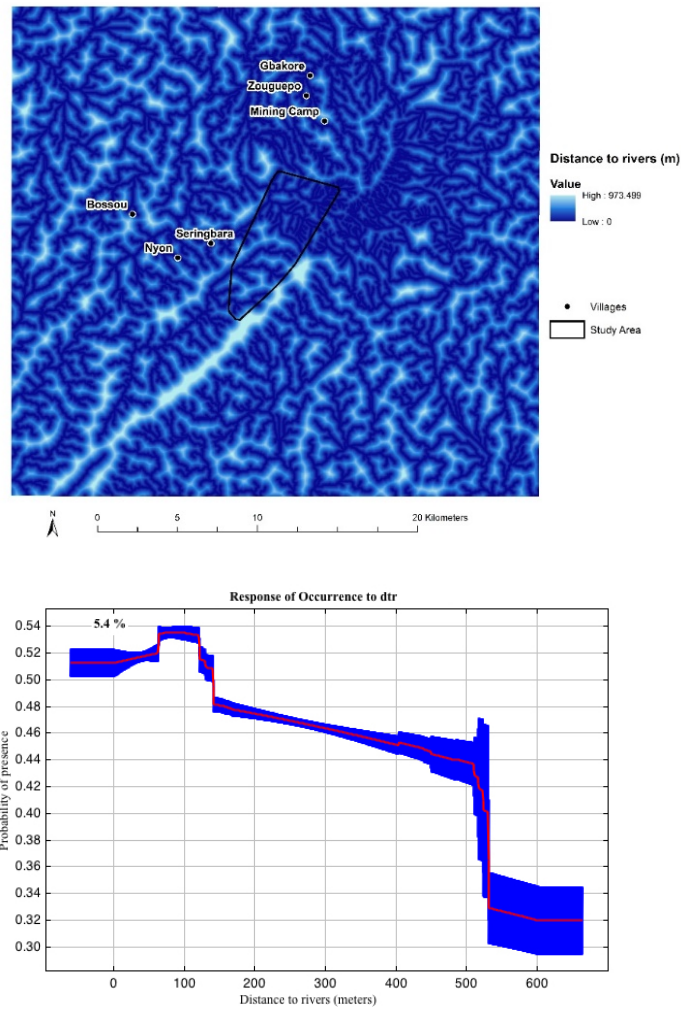 Gbakore
Zouguepo
Mining Camp
Bossou
Seringbara
Nyon
Distance to rivers (m)
Value
High : 973.499
Low : 0
Villages
Study Area
N
0 5 10 20 Kilometers
Response of Occurrence to dtr
5.4 %
0.54
0.52
0.50
0.48
0.46
0.44
0.42
0.40
0.38
0.36
0.34
0.32
0.30
Probability of presence
0 100 200 300 400 500 600
Distance to rivers (meters)